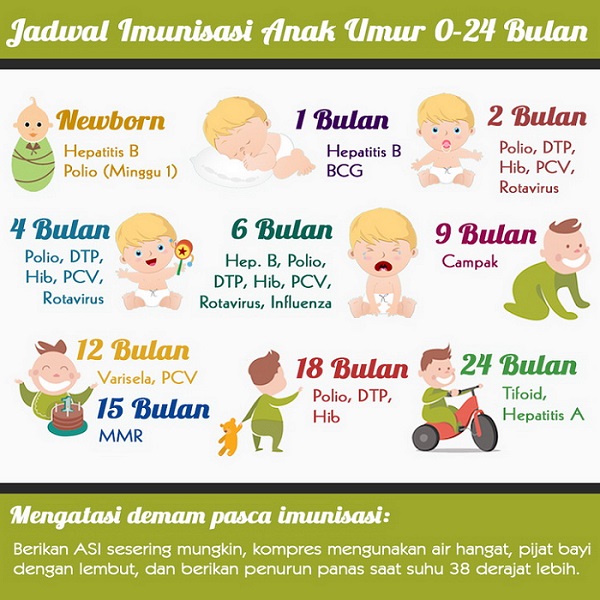 Jadwal Imunisasi Anak Umur 0-24 Bulan
Newborn
Hepatitis B
Polio (Minggu 1)
1 Bulan
Hepatitis B
BCG
2 Bulan
Polio, DTP,
Hib, PCV,
Rotavirus
4 Bulan
Polio, DTP,
Hib, PCV,
Rotavirus
6 Bulan
Hep. B, Polio,
DTP, Hib, PCV,
Rotavirus, Influenza
9 Bulan
Campak
12 Bulan
Varisela, PCV
15 Bulan
MMR
18 Bulan
Polio, DTP,
Hib
24 Bulan
Tifoid,
Hepatitis A
1
Mengatasi demam pasca imunisasi:
Berikan ASI sesering mungkin, kompres mengunakan air hangat, pijat bayi
dengan lembut, dan berikan penurun panas saat suhu 38 derajat lebih.